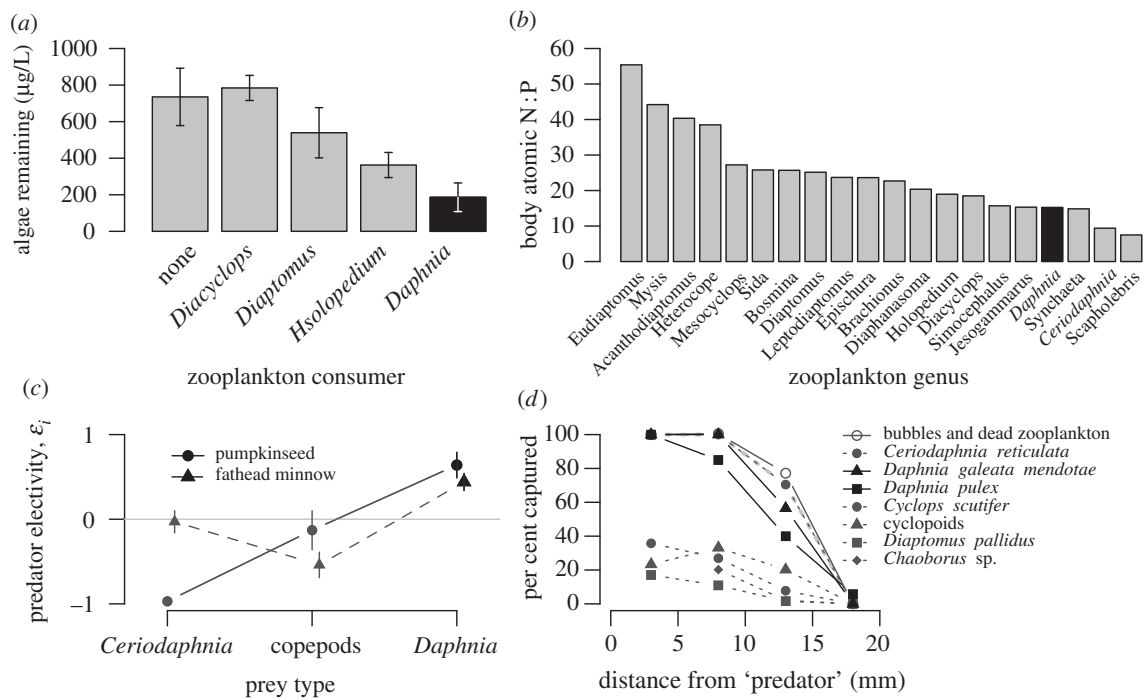 (a)
algae remaining (µg/L)
1000
800
600
400
200
0
none
Diacyclops
Diaptomus
Hsolopedium
Daphnia
zooplankton consumer
(b)
body atomic N:P
60
50
40
30
20
10
0
Eudiaptomus
Mysis
Acanthodiaptomus
Heterocope
Mesocyclops
Sida
Bosmina
Diaptomus
Leptodiaptomus
Epischura
Brachionus
Diaphanasoma
Holopedium
Diacyclops
Simocephalus
Jesogammarus
Daphnia
Synchaeta
Ceriodaphnia
Scapholebris
zooplankton genus
(c)
predator electivity, εi
1
0
−1
pumpkinseed
fathead minnow
Ceriodaphnia
copepods
Daphnia
prey type
(d)
per cent captured
100
80
60
40
20
0
0
5
10
15
20
distance from ‘predator’ (mm)
bubbles and dead zooplankton
Ceriodaphnia reticulata
Daphnia galeata mendotae
Daphnia pulex
Cyclops scutifer
cyclopoids
Diaptomus pallidus
Chaoborus sp.